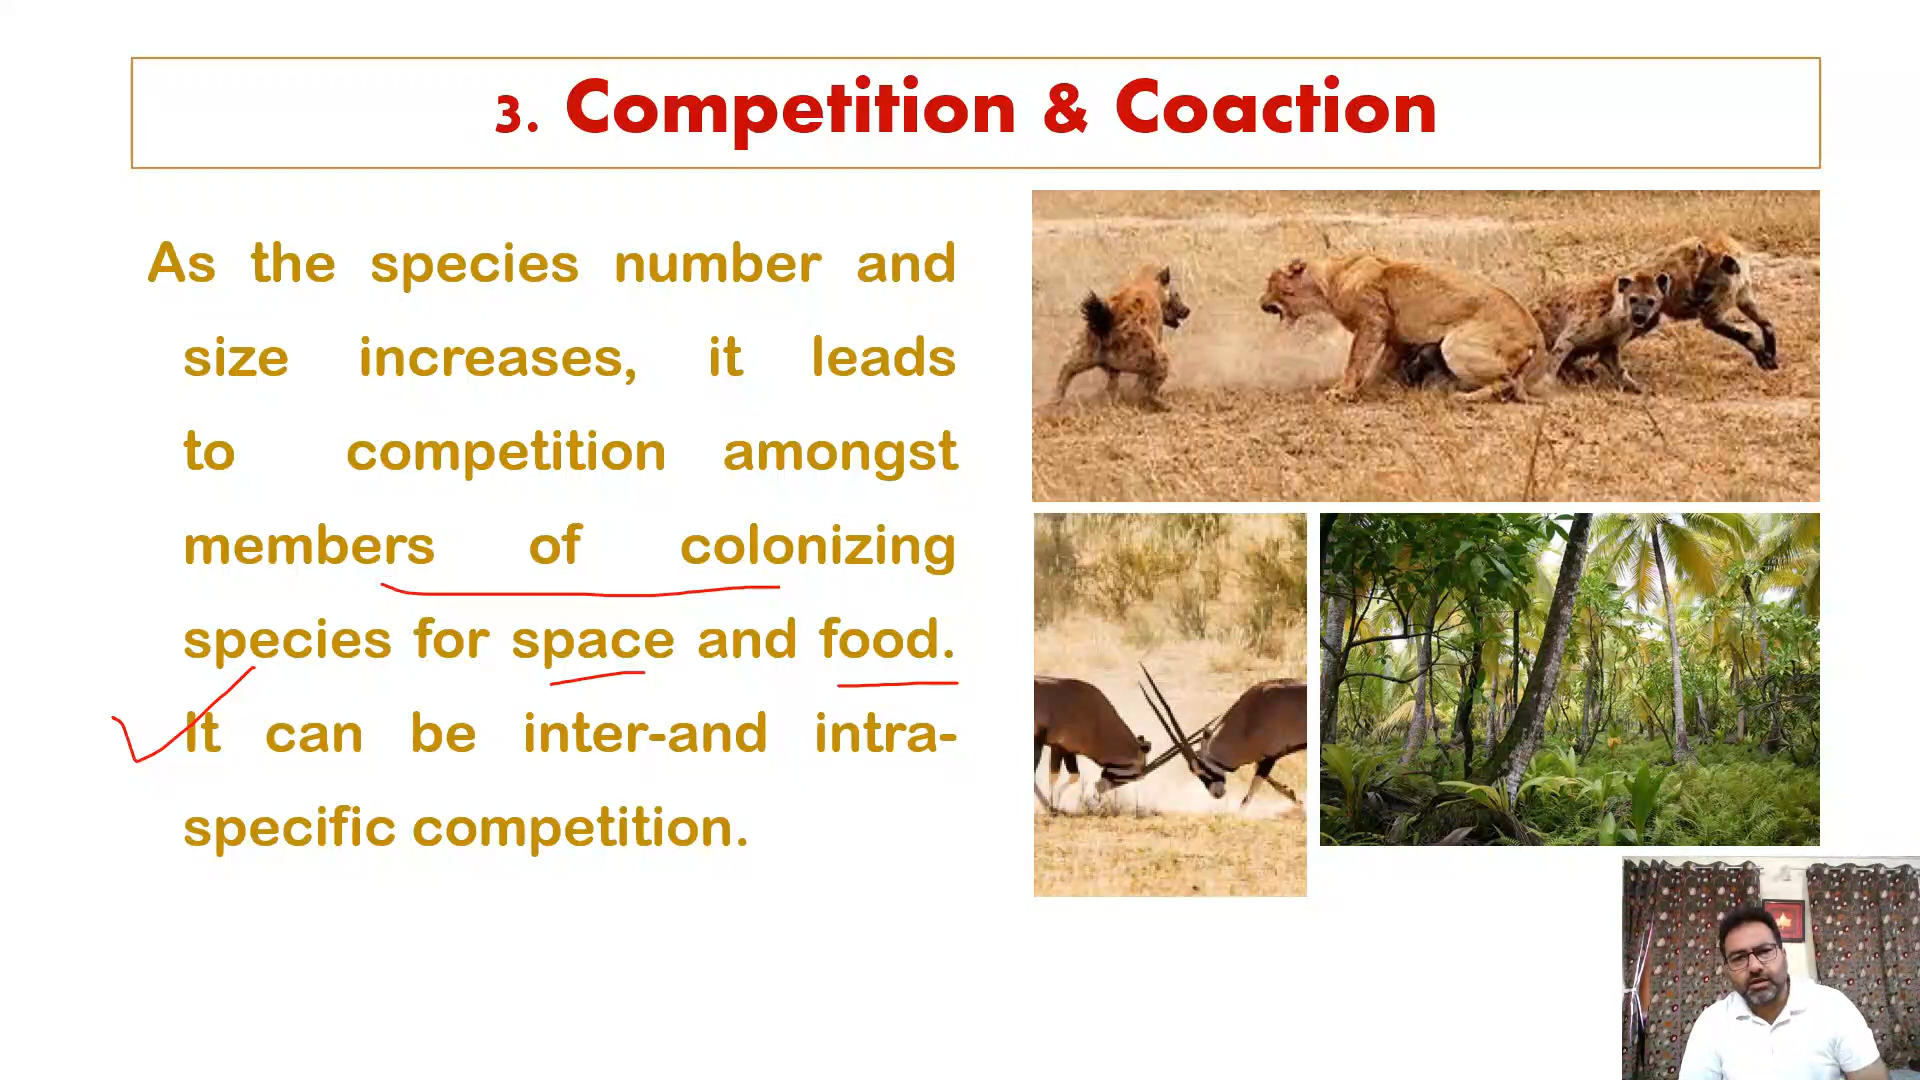 3. Competition & Coaction
As the species number and
size increases, it leads
to competition amongst
members of colonizing
species for space and food.
It can be inter-and intra-
specific competition.